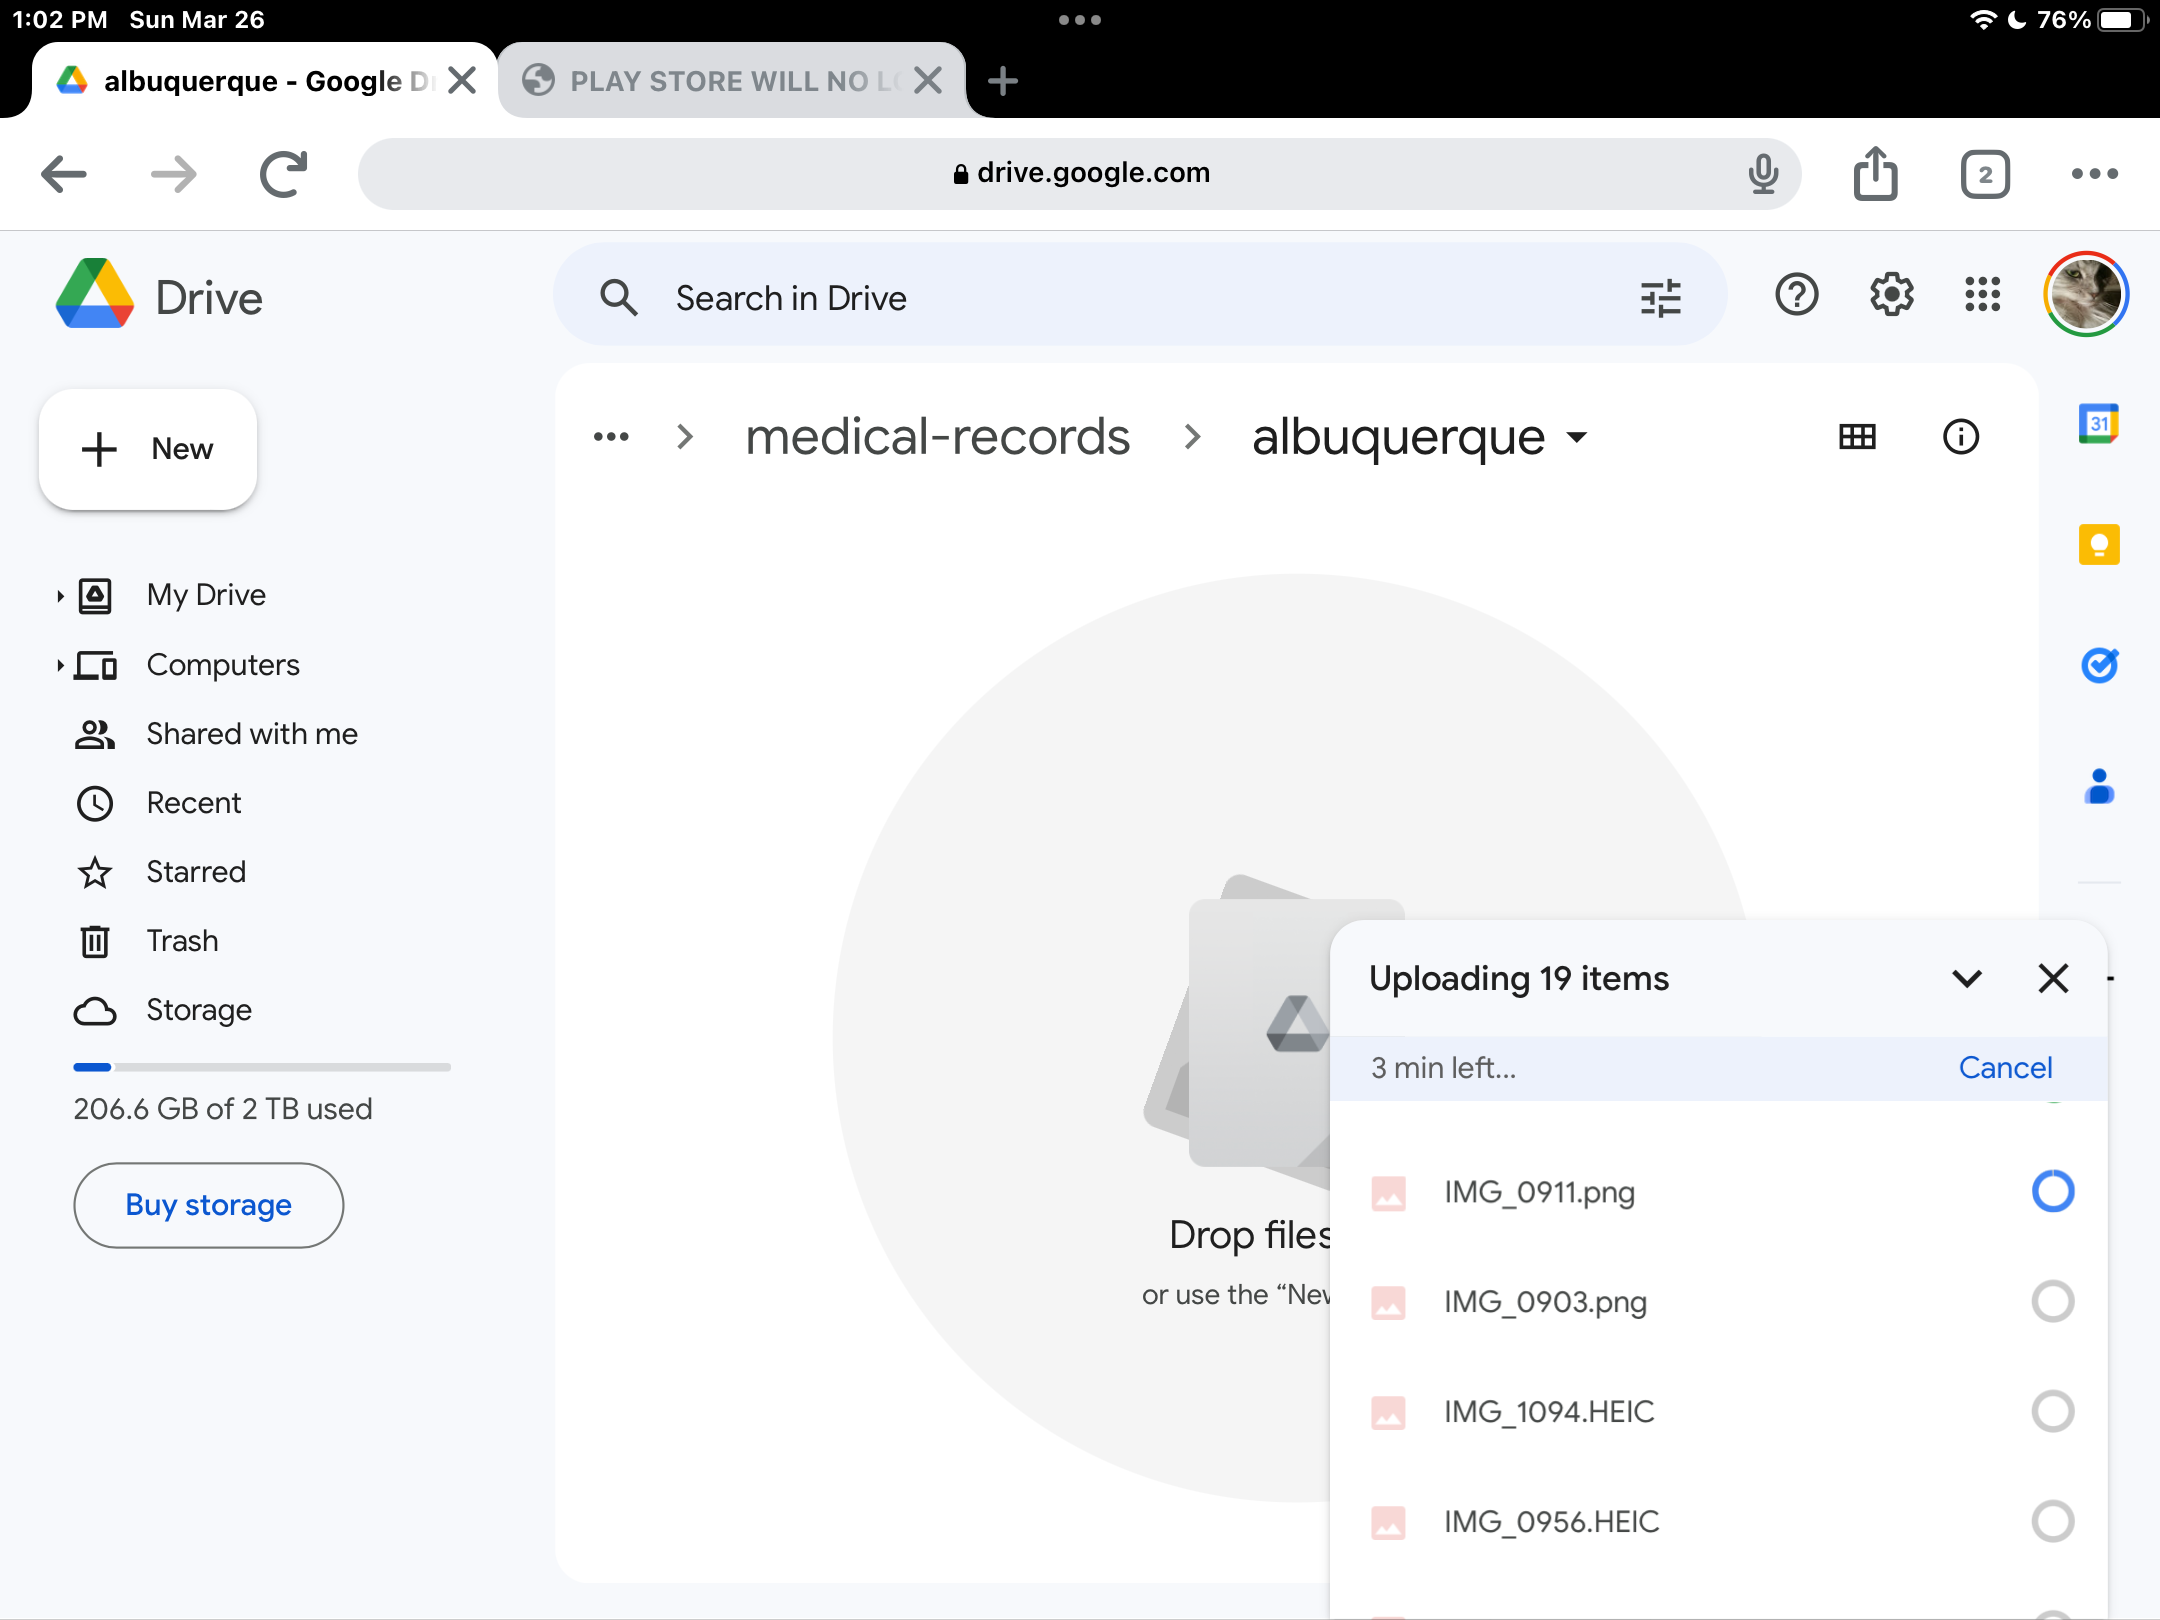 1:02 PM Sun Mar 26
76%
albuquerque - Google D
PLAY STORE WILL NO L
drive.google.com
2
Drive
Search in Drive
New
medical-records
albuquerque
31
My Drive
Computers
Shared with me
Recent
Starred
Trash
Storage
206.6 GB of 2 TB used
Buy storage
Drop files
or use the “New
Uploading 19 items
3 min left...
Cancel
IMG_0911.png
IMG_0903.png
IMG_1094.HEIC
IMG_0956.HEIC